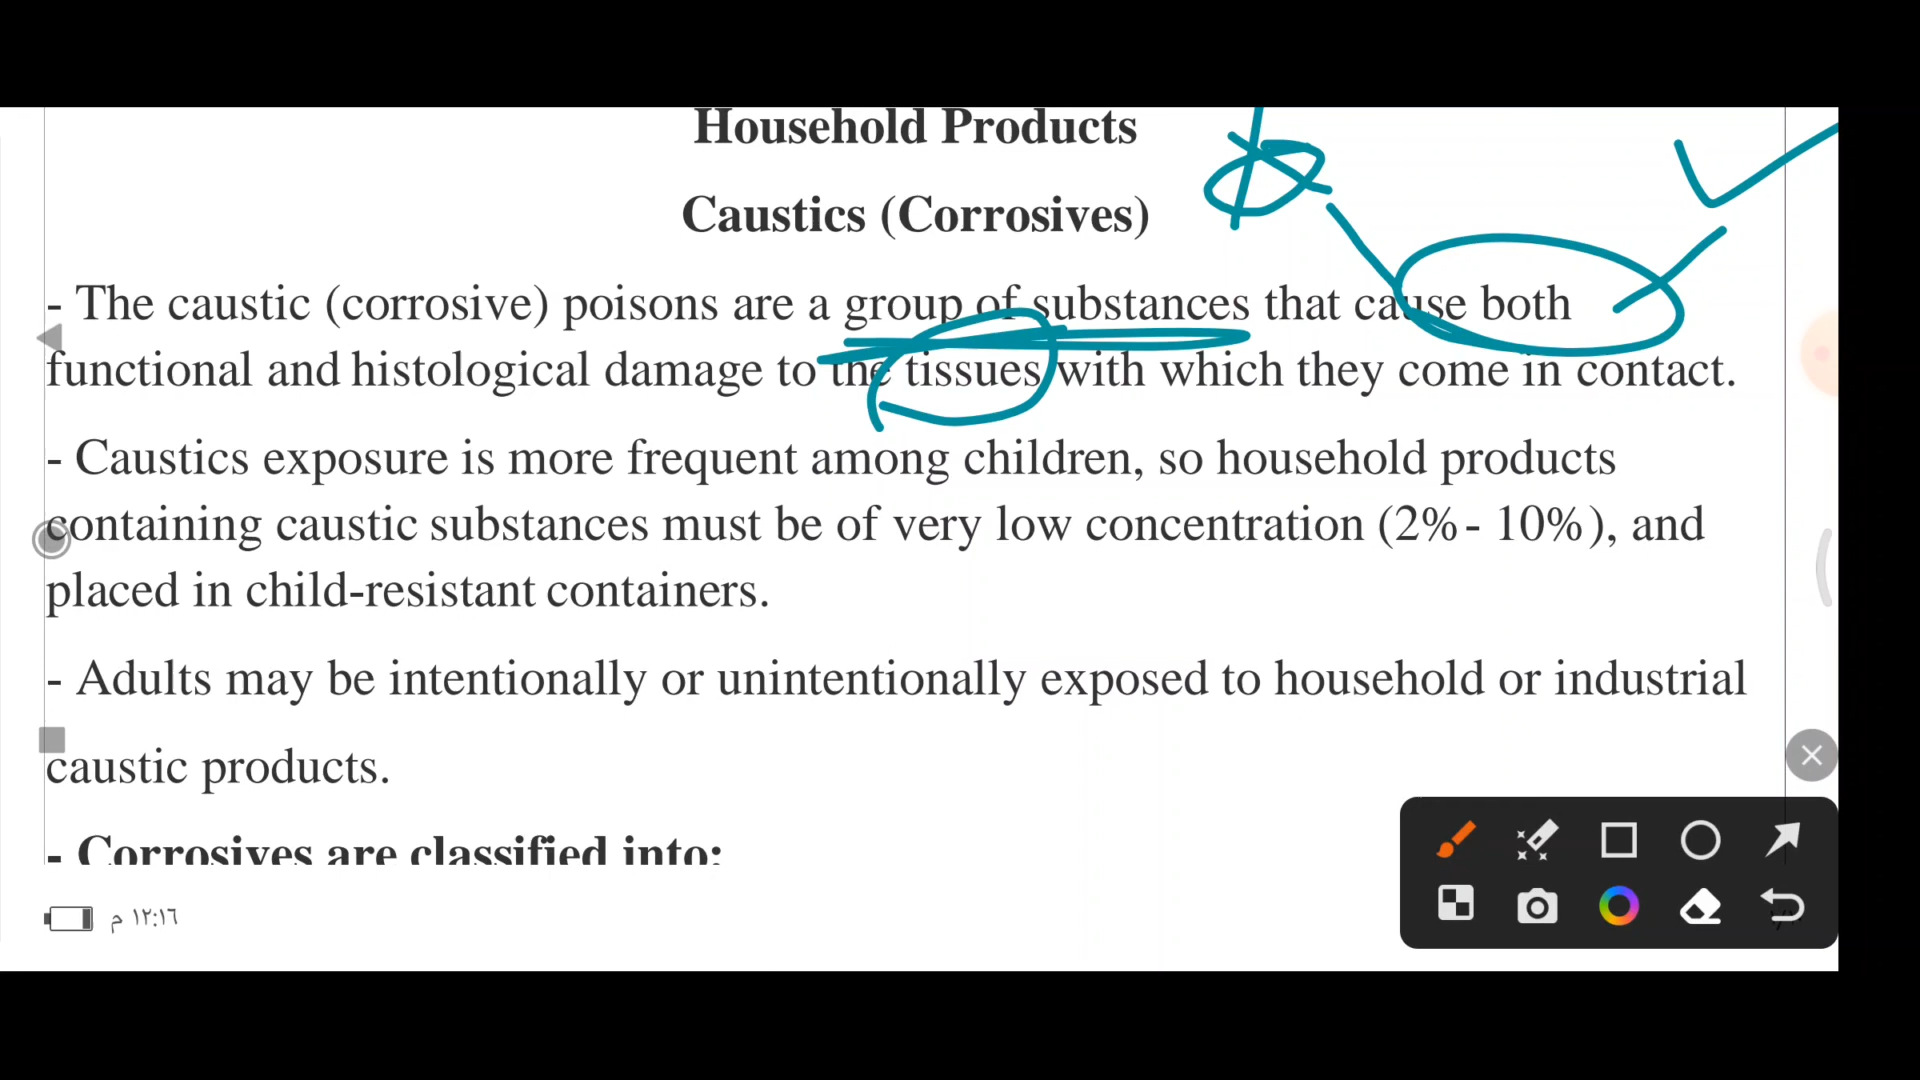 Household Products
Caustics (Corrosives)
- The caustic (corrosive) poisons are a group of substances that cause both
functional and histological damage to the tissues with which they come in contact.
- Caustics exposure is more frequent among children, so household products
containing caustic substances must be of very low concentration (2% - 10%), and
placed in child-resistant containers.
- Adults may be intentionally or unintentionally exposed to household or industrial
caustic products.
- Corrosives are classified into:
١٢:١٦ م